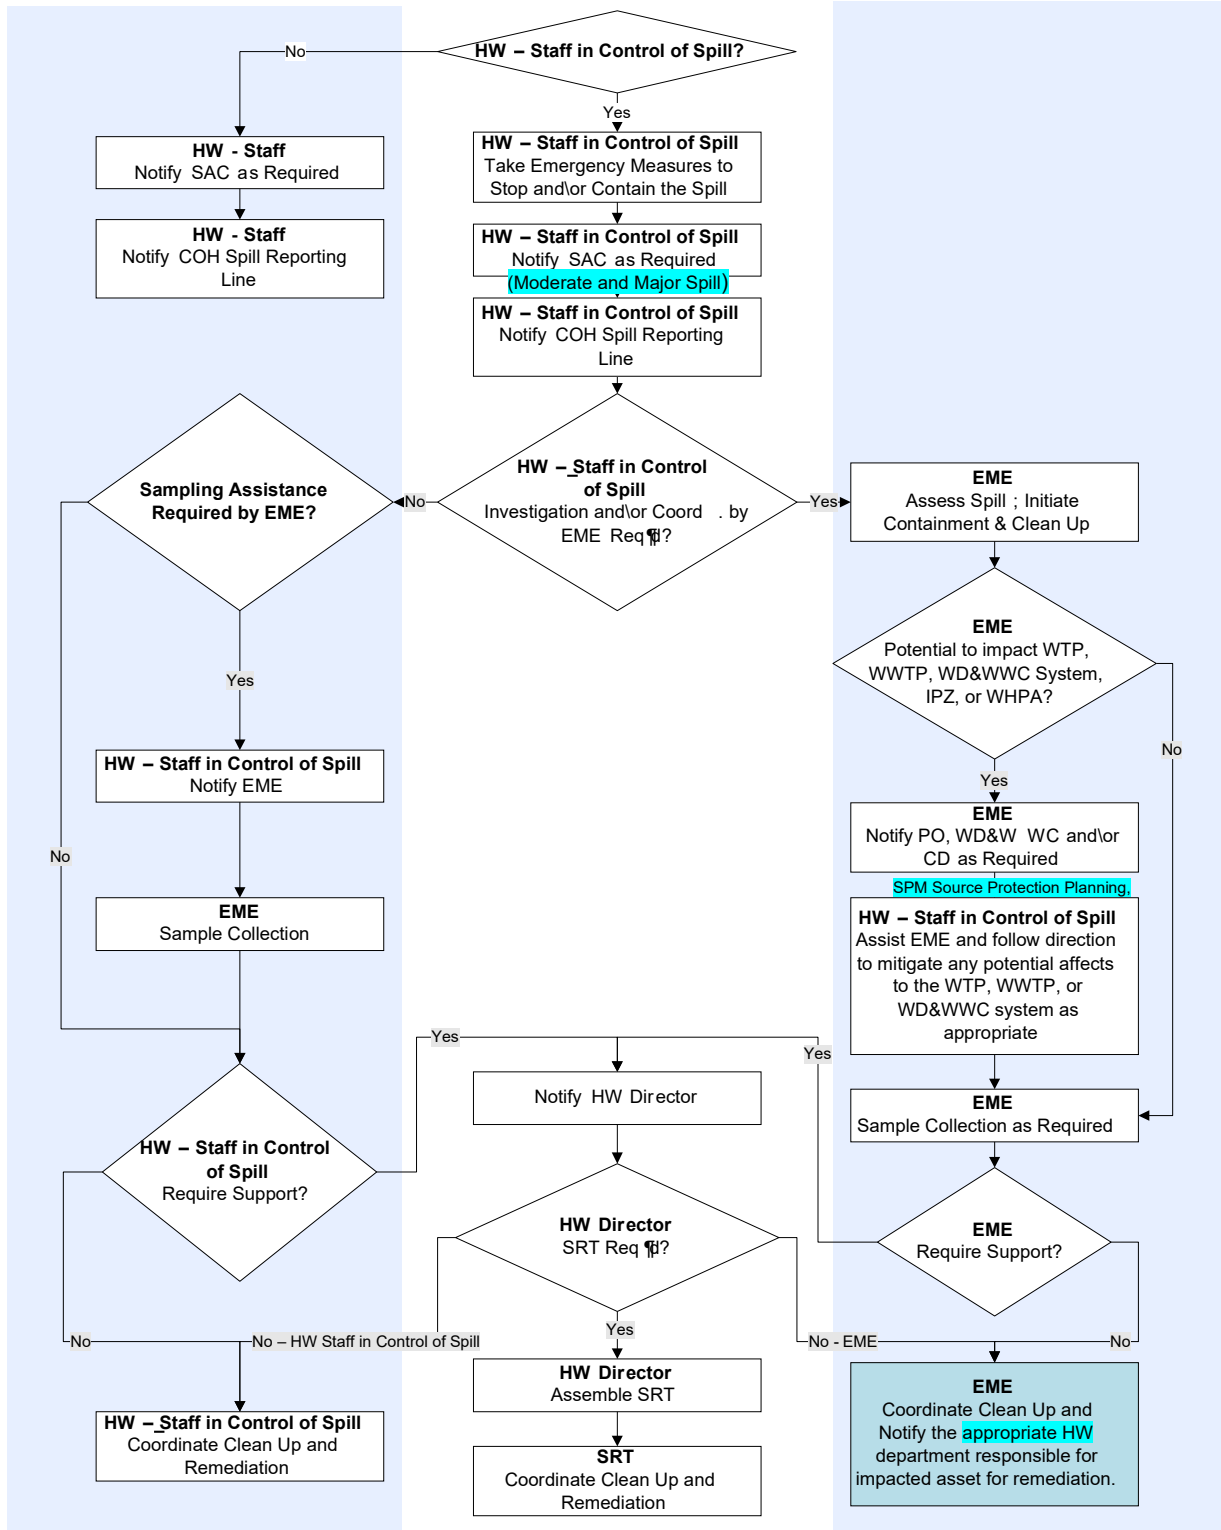 HW – Staff in Control of Spill?
No
Yes
HW - Staff
Notify SAC as Required
HW - Staff
Notify COH Spill Reporting
Line
HW – Staff in Control of Spill
Take Emergency Measures to
Stop and\or Contain the Spill
HW – Staff in Control of Spill
Notify SAC as Required
(Moderate and Major Spill)
HW – Staff in Control of Spill
Notify COH Spill Reporting
Line
HW – Staff in Control
of Spill
Investigation and\or Coord . by
EME Req¶d?
No
Yes
Sampling Assistance
Required by EME?
Yes
No
HW – Staff in Control of Spill
Notify EME
EME
Sample Collection
EME
Assess Spill ; Initiate
Containment & Clean Up
EME
Potential to impact WTP,
WWTP, WD&WWC System,
IPZ, or WHPA?
No
Yes
EME
Notify PO, WD&W WC and\or
CD as Required
SPM Source Protection Planning,
HW – Staff in Control of Spill
Assist EME and follow direction
to mitigate any potential affects
to the WTP, WWTP, or
WD&WWC system as
appropriate
EME
Sample Collection as Required
EME
Require Support?
Yes
No
HW – Staff in Control
of Spill
Require Support?
Yes
No
Notify HW Director
HW Director
SRT Req ¶d?
No – HW Staff in Control of Spill
Yes
No - EME
HW Director
Assemble SRT
SRT
Coordinate Clean Up and
Remediation
HW – Staff in Control of Spill
Coordinate Clean Up and
Remediation
EME
Coordinate Clean Up and
Notify the appropriate HW
department responsible for
impacted asset for remediation.